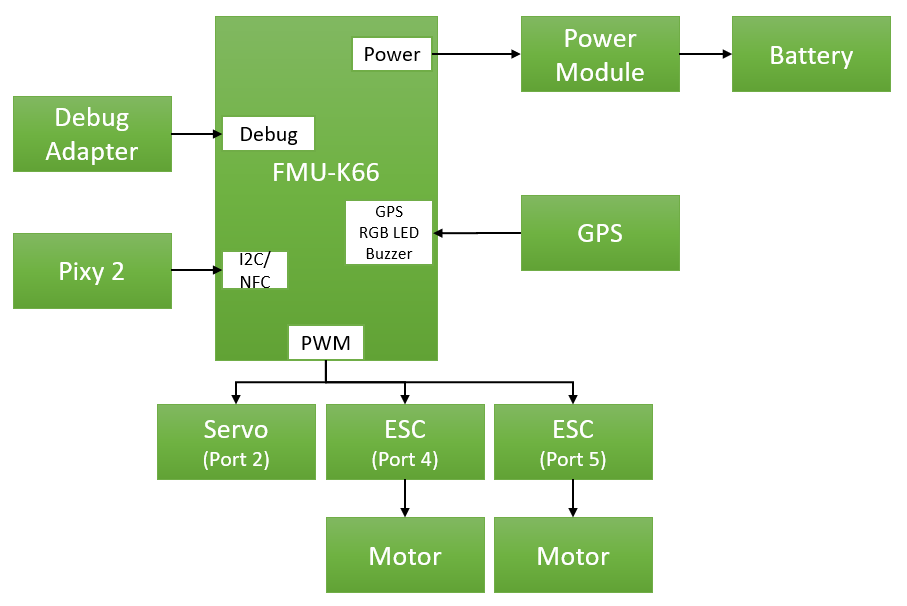 Power
Power
Module
Battery
Debug
Adapter
Debug
FMU-K66
GPS
RGB LED
Buzzer
GPS
Pixy 2
I2C/
NFC
PWM
Servo
(Port 2)
ESC
(Port 4)
ESC
(Port 5)
Motor
Motor